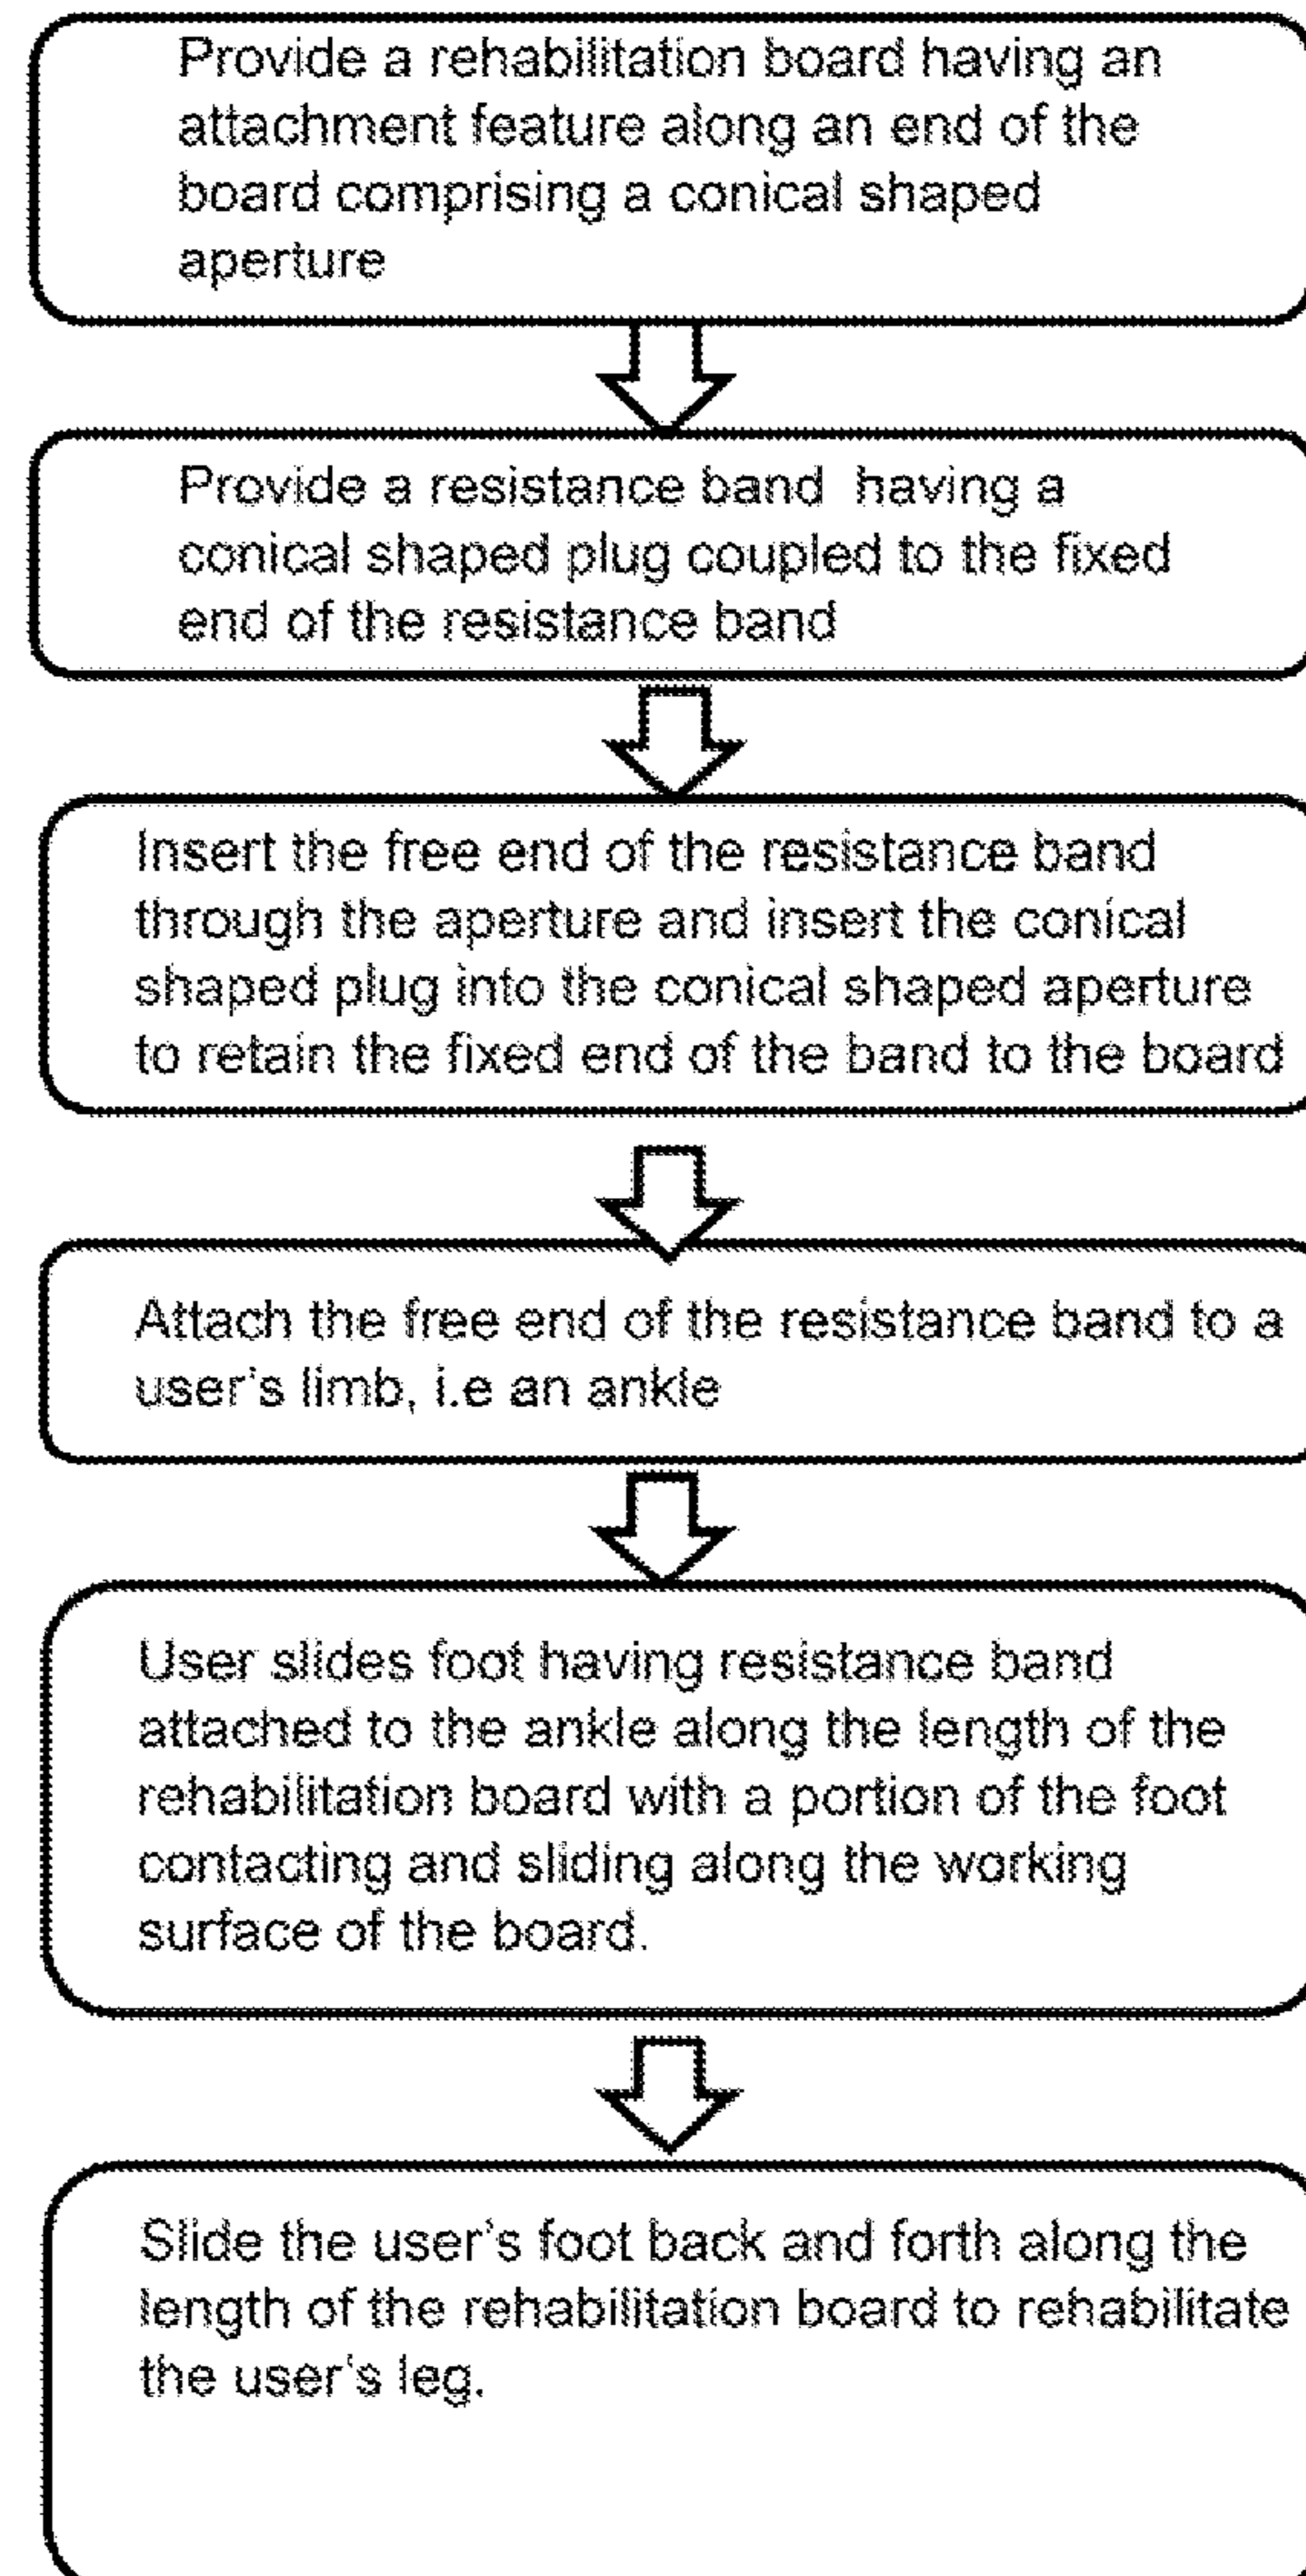 Provide a rehabilitation board having an
attachment feature along an end of the
board comprising a conical shaped
aperture
Provide a resistance band having a
conical shaped plug coupled to the fixed
end of the resistance band
Insert the free end of the resistance band
through the aperture and insert the conical
shaped plug into the conical shaped aperture
to retain the fixed end of the band to the board
Attach the free end of the resistance band to a
user's limb, i.e an ankle
User slides foot having resistance band
attached to the ankle along the length of the
rehabilitation board with a portion of the foot
contacting and sliding along the working
surface of the board.
Slide the user's foot back and forth along the
length of the rehabilitation board to rehabilitate
the user's leg.